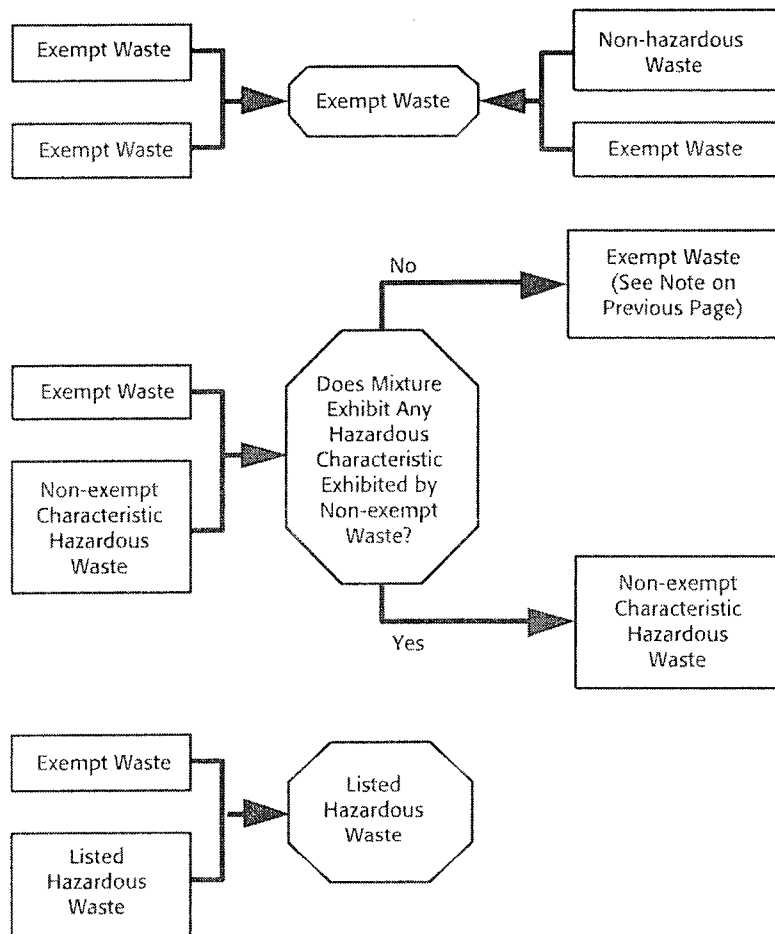 Exempt Waste
Exempt Waste
Exempt Waste
Non-hazardous
Waste
Exempt Waste
Exempt Waste
Non-exempt
Characteristic
Hazardous
Waste
Does Mixture
Exhibit Any
Hazardous
Characteristic
Exhibited by
Non-exempt
Waste?
No
Exempt Waste
(See Note on
Previous Page)
Yes
Non-exempt
Characteristic
Hazardous
Waste
Exempt Waste
Listed
Hazardous
Waste
Listed
Hazardous
Waste